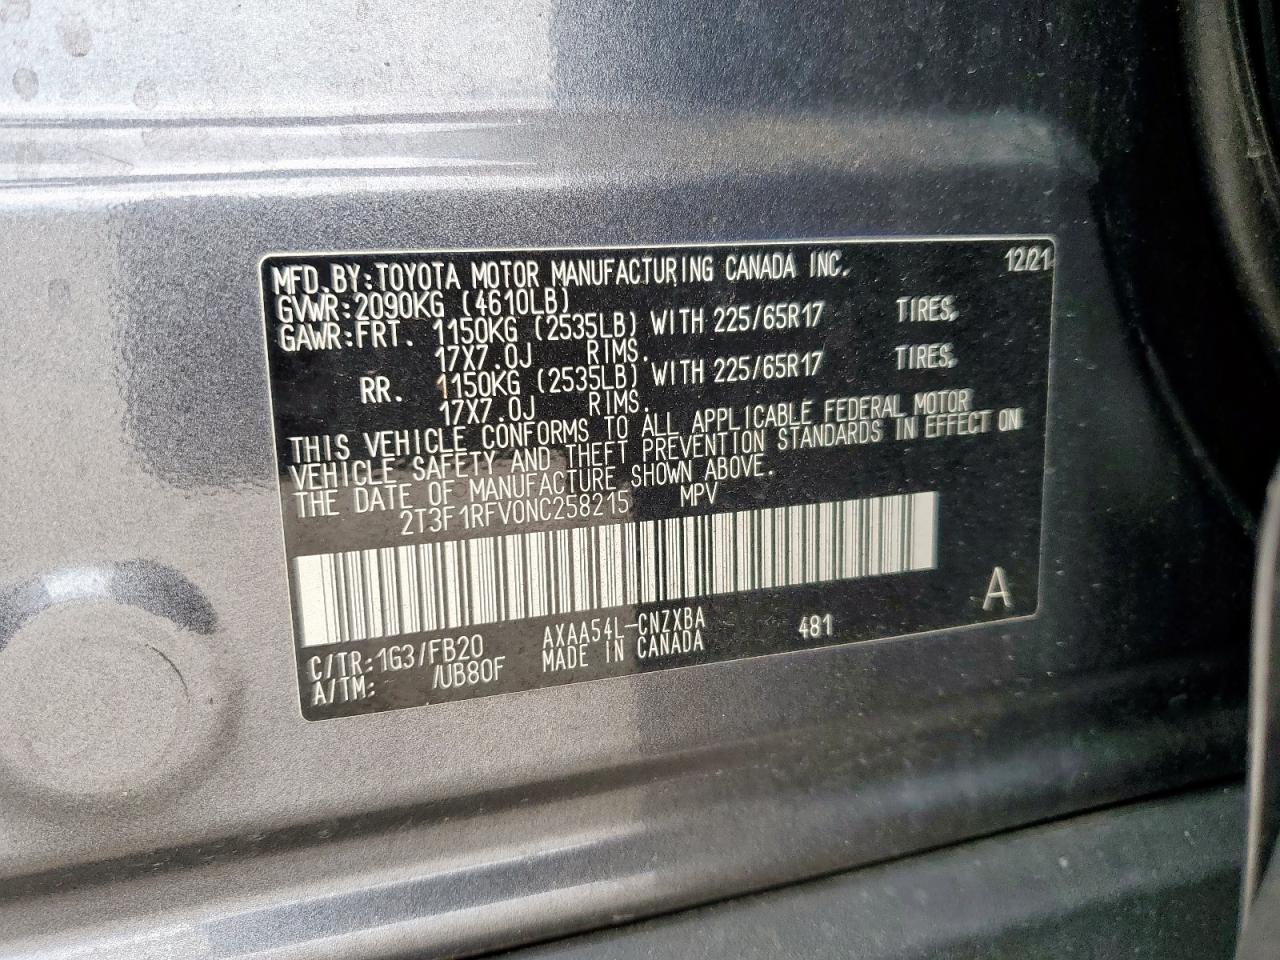 MFD.BY:TOYOTA MOTOR MANUFACTURING CANADA INC. 12/21
GVWR:2090KG (4610LB)
GAWR:FRT. 1150KG (2535LB) WITH 225/65R17 TIRES,
17X7.0J RIMS.
RR. 1150KG (2535LB) WITH 225/65R17 TIRES,
17X7.0J RIMS.
THIS VEHICLE CONFORMS TO ALL APPLICABLE FEDERAL MOTOR
VEHICLE SAFETY AND THEFT PREVENTION STANDARDS IN EFFECT ON
THE DATE OF MANUFACTURE SHOWN ABOVE.
2T3F1RFV0NC258215 MPV
A
C/TR:1G3/FB20 AXAA54L-CNZXBA 481
A/TM: /UB80F MADE IN CANADA